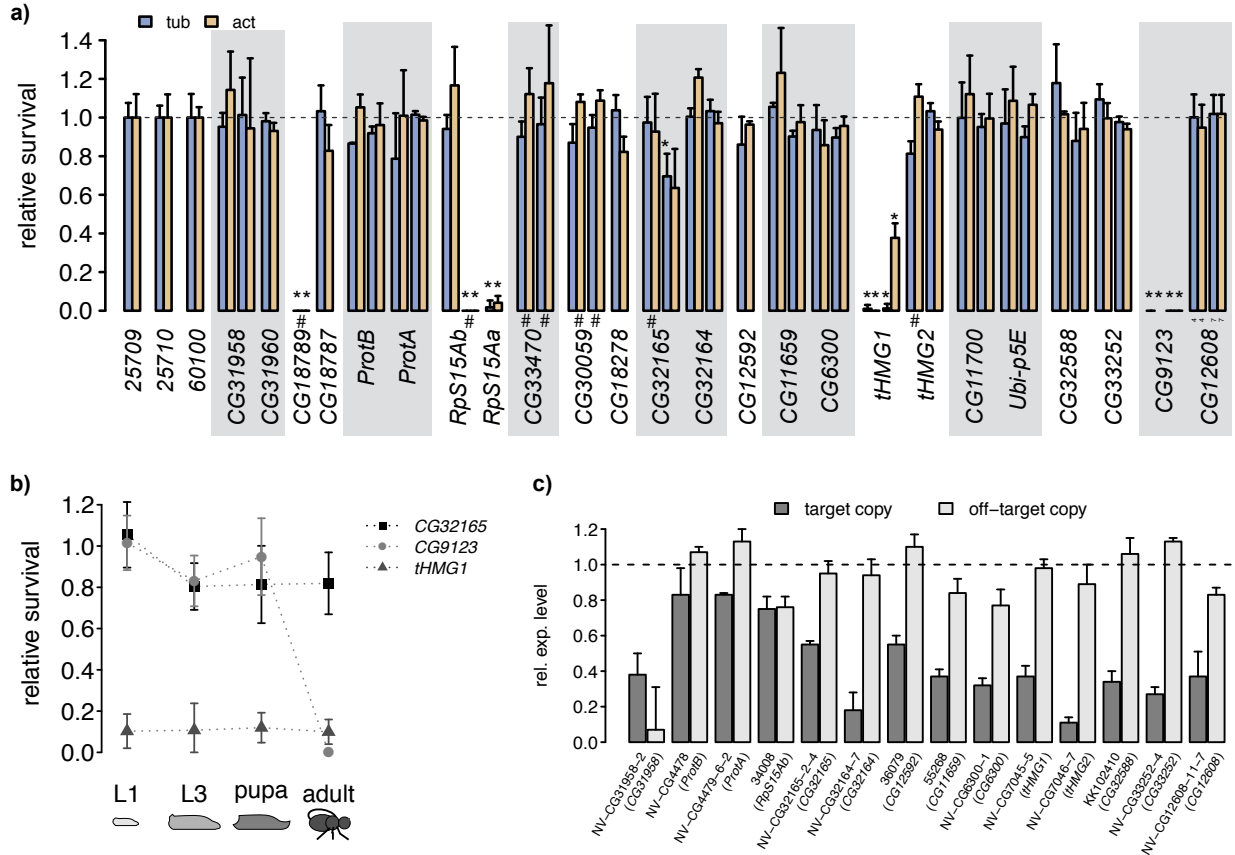 a)
tub act
relative survival
1.4
1.2
1.0
0.8
0.6
0.4
0.2
0.0
* * * * * * * * * * * * * *
# # # # # # # #
4 4 7 7
25709
25710
60100
CG31958
CG31960
CG18789
CG18787
ProtB
ProtA
RpS15Ab
RpS15Aa
CG33470
CG30059
CG18278
CG32165
CG32164
CG12592
CG11659
CG6300
tHMG1
tHMG2
CG11700
Ubi-p5E
CG32588
CG33252
CG9123
CG12608
b)
relative survival
1.2
1.0
0.8
0.6
0.4
0.2
0.0
CG32165
CG9123
tHMG1
L1 L3 pupa adult
c)
target copy off-target copy
rel. exp. level
1.2
1.0
0.8
0.6
0.4
0.2
0.0
NV-CG31958-2
(CG31958)
NV-CG4478
(ProtB)
NV-CG4479-6-2
(ProtA)
34008
(RpS15Ab)
NV-CG32165-2-4
(CG32165)
NV-CG32164-7
(CG32164)
36079
(CG12592)
55268
(CG11659)
NV-CG6300-1
(CG6300)
NV-CG7045-5
(tHMG1)
NV-CG7046-7
(tHMG2)
KK102410
(CG32588)
NV-CG33252-4
(CG33252)
NV-CG12608-11-7
(CG12608)